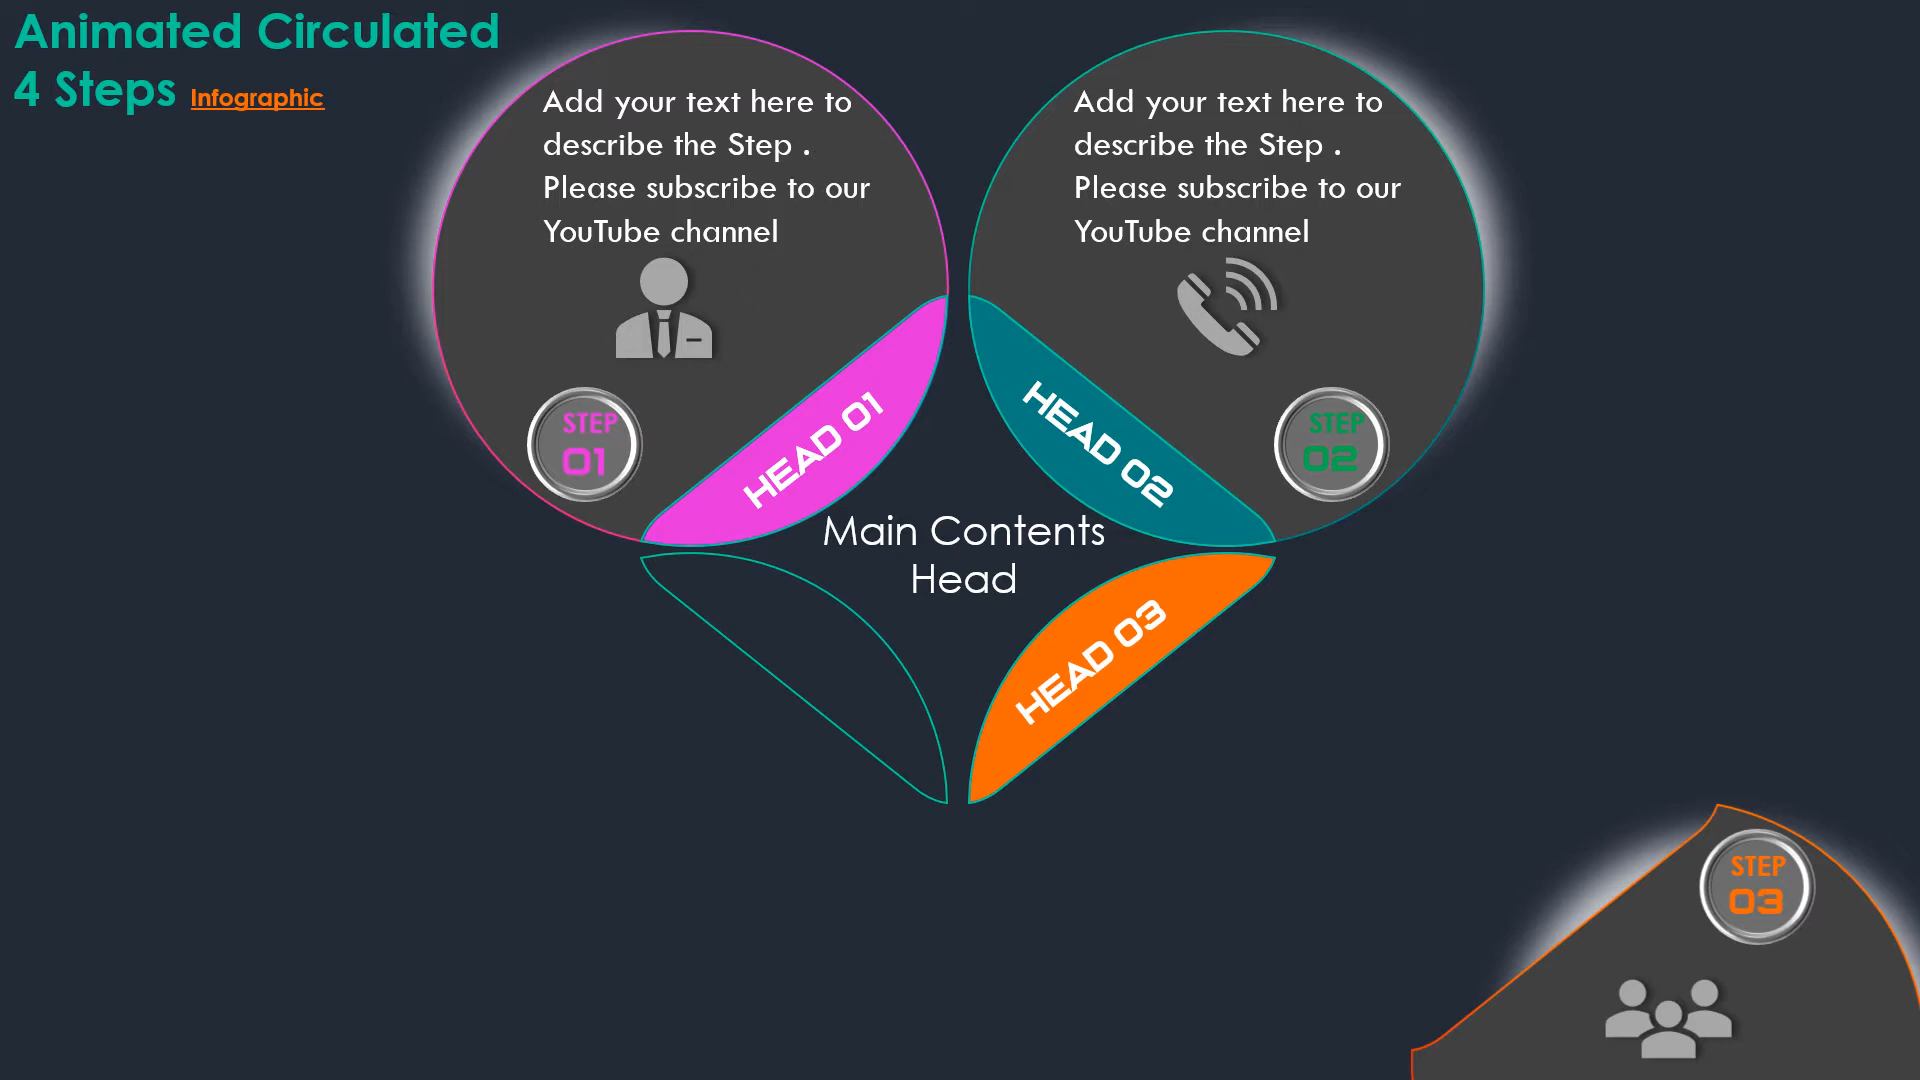 Animated Circulated
4 Steps Infographic
Add your text here to
describe the Step .
Please subscribe to our
YouTube channel
STEP
01
HEAD 01
Add your text here to
describe the Step .
Please subscribe to our
YouTube channel
HEAD 02
STEP
02
Main Contents
Head
HEAD 03
STEP
03